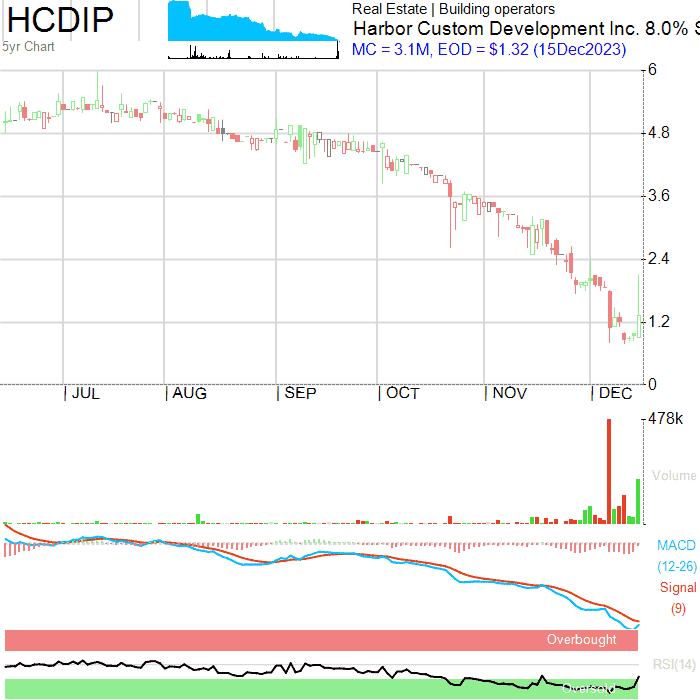 HCDIP
5yr Chart
Real Estate | Building operators
Harbor Custom Development Inc. 8.0% S
MC = 3.1M, EOD = $1.32 (15Dec2023)
6
4.8
3.6
2.4
1.2
0
JUL AUG SEP OCT NOV DEC
478k
Volume
MACD
(12-26)
Signal
(9)
Overbought
RSI(14)
Oversold